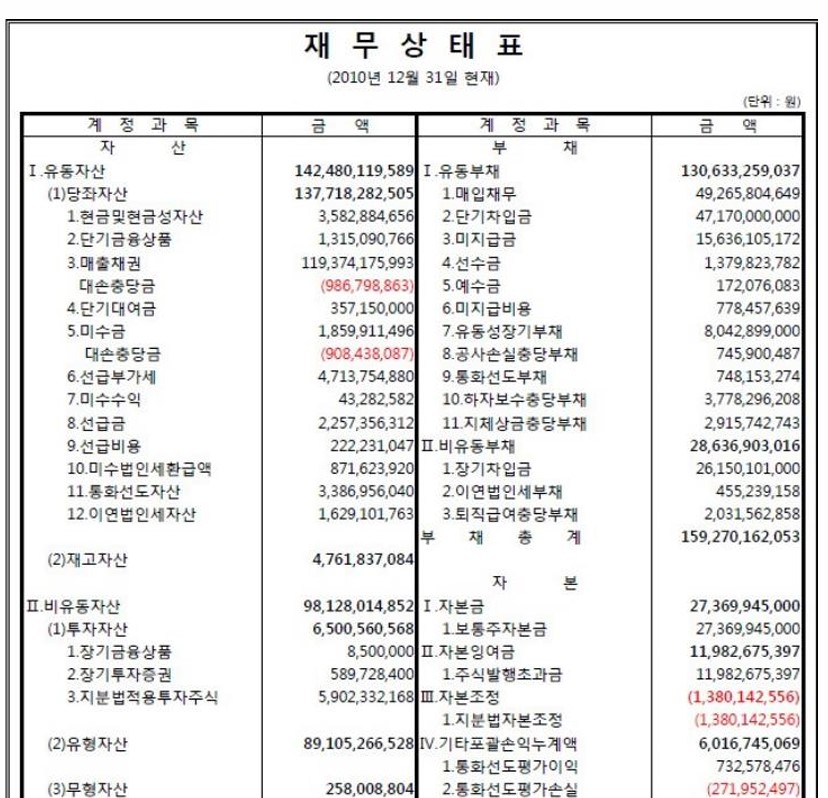 재 무 상 태 표
(2010년 12월 31일 현재)
(단위 : 원)
계 정 과 목 금 액 계 정 과 목 금 액
자 산 부 채
Ⅰ.유동자산 142,480,119,589 Ⅰ.유동부채 130,633,259,037
(1)당좌자산 137,718,282,505 1.매입채무 49,265,804,649
1.현금및현금성자산 3,582,884,656 2.단기차입금 47,170,000,000
2.단기금융상품 1,315,090,766 3.미지급금 15,636,105,172
3.매출채권 119,374,175,993 4.선수금 1,379,823,782
대손충당금 (986,798,863) 5.예수금 172,076,083
4.단기대여금 357,150,000 6.미지급비용 778,457,639
5.미수금 1,859,911,496 7.유동성장기부채 8,042,899,000
대손충당금 (908,438,087) 8.공사손실충당부채 745,900,487
6.선급부가세 4,713,754,880 9.통화선도부채 748,153,274
7.미수수익 43,282,582 10.하자보수충당부채 3,778,296,208
8.선급금 2,257,356,312 11.지체상금충당부채 2,915,742,743
9.선급비용 222,231,047 Ⅱ.비유동부채 28,636,903,016
10.미수법인세환급액 871,623,920 1.장기차입금 26,150,101,000
11.통화선도자산 3,386,956,040 2.이연법인세부채 455,239,158
12.이연법인세자산 1,629,101,763 3.퇴직급여충당부채 2,031,562,858
부 채 총 계 159,270,162,053
(2)재고자산 4,761,837,084
자 본
Ⅱ.비유동자산 98,128,014,852 Ⅰ.자본금 27,369,945,000
(1)투자자산 6,500,560,568 1.보통주자본금 27,369,945,000
1.장기금융상품 8,500,000 Ⅱ.자본잉여금 11,982,675,397
2.장기투자증권 589,728,400 1.주식발행초과금 11,982,675,397
3.지분법적용투자주식 5,902,332,168 Ⅲ.자본조정 (1,380,142,556)
1.지분법자본조정 (1,380,142,556)
(2)유형자산 89,105,266,528 Ⅳ.기타포괄손익누계액 6,016,745,069
1.통화선도평가이익 732,578,476
(3)무형자산 258,008,804 2.통화선도평가손실 (271,952,497)